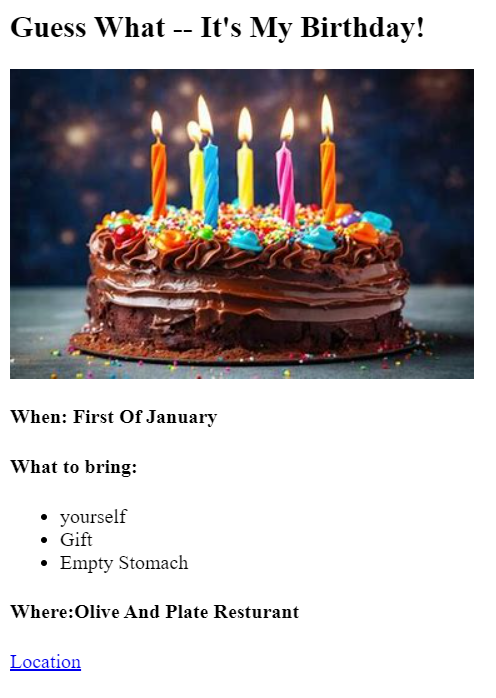 Guess What -- It's My Birthday!
When: First Of January
What to bring:
yourself
Gift
Empty Stomach
Where:Olive And Plate Resturant
Location